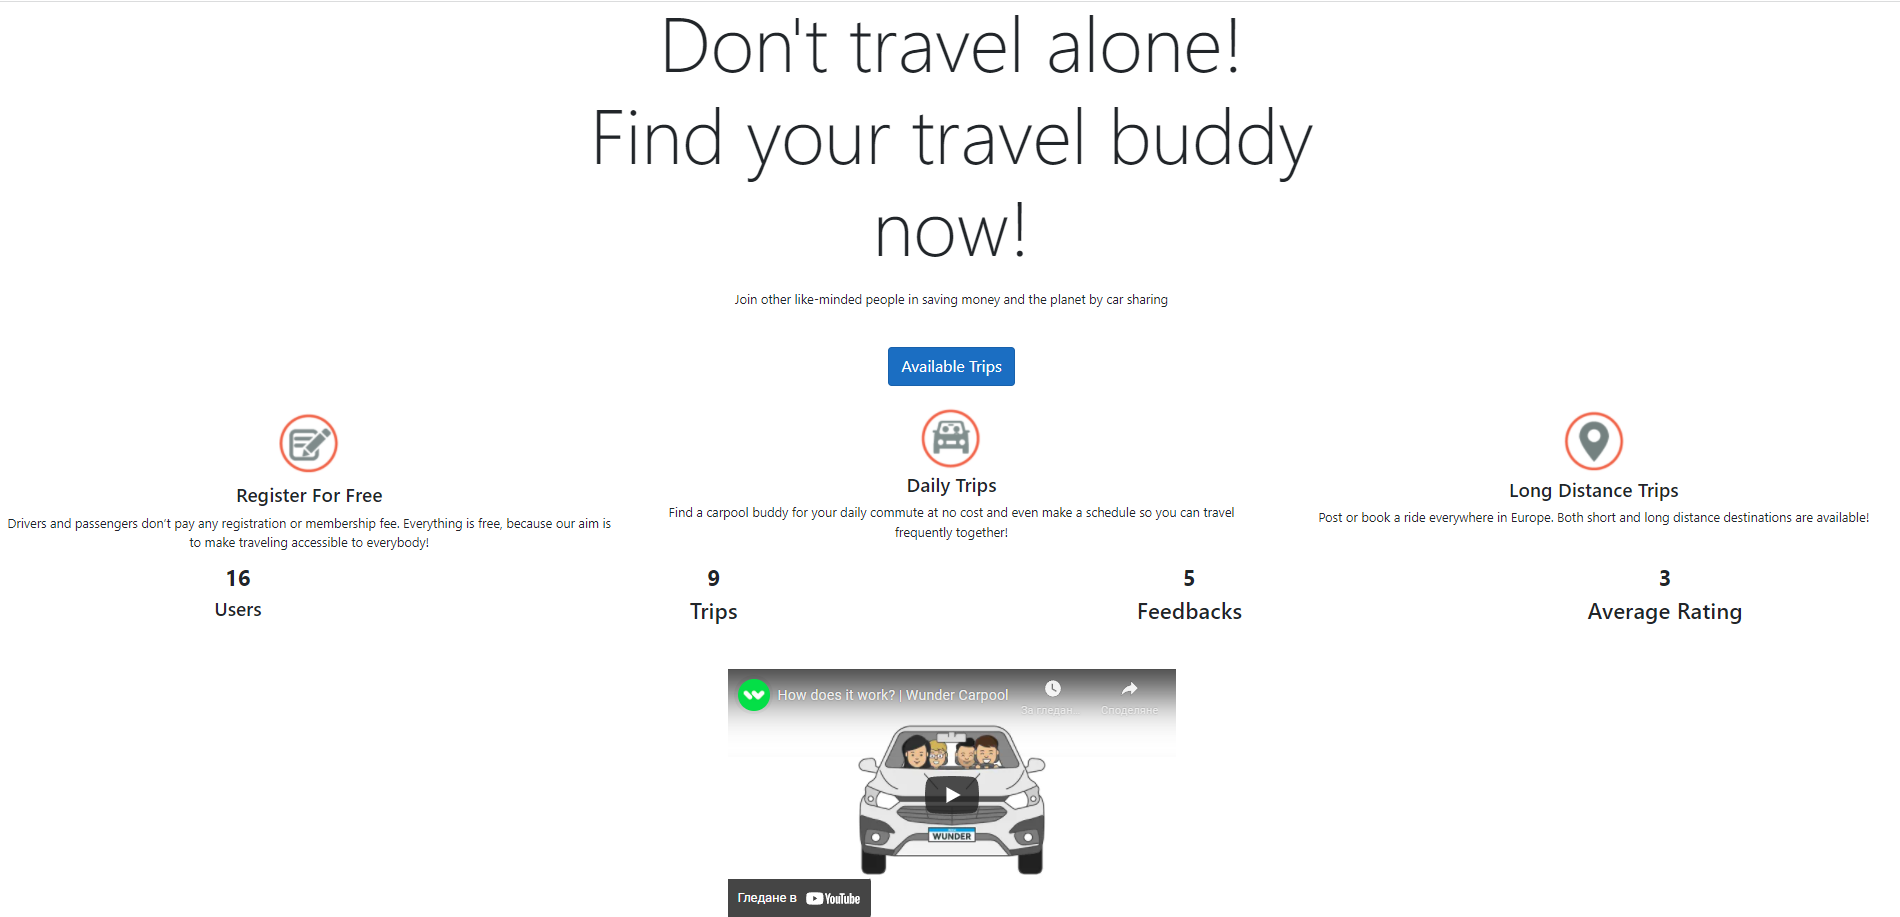 Don't travel alone!
Find your travel buddy
now!
Join other like-minded people in saving money and the planet by car sharing
Available Trips
Register For Free
Drivers and passengers don’t pay any registration or membership fee. Everything is free, because our aim is
to make traveling accessible to everybody!
Daily Trips
Find a carpool buddy for your daily commute at no cost and even make a schedule so you can travel
frequently together!
Long Distance Trips
Post or book a ride everywhere in Europe. Both short and long distance destinations are available!
16
Users
9
Trips
5
Feedbacks
3
Average Rating
How does it work? | Wunder Carpool
За гледан...
Споделяне
WUNDER
Гледане в YouTube